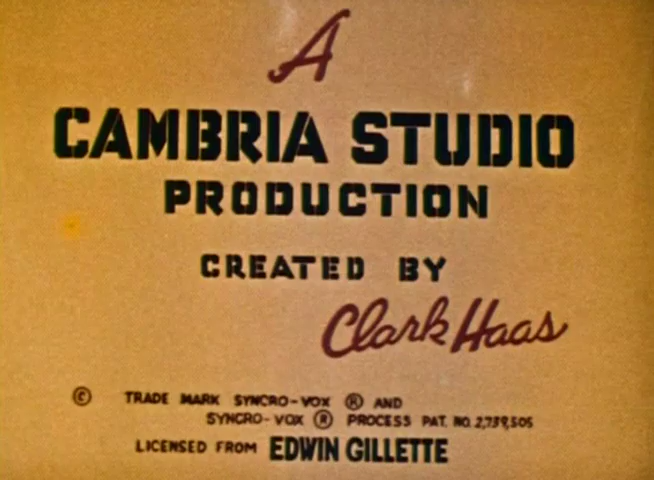 A
CAMBRIA STUDIO
PRODUCTION
CREATED BY
Clark Haas
© TRADE MARK SYNCRO-VOX ® AND
SYNCRO-VOX ® PROCESS PAT. NO. 2,739,505
LICENSED FROM EDWIN GILLETTE